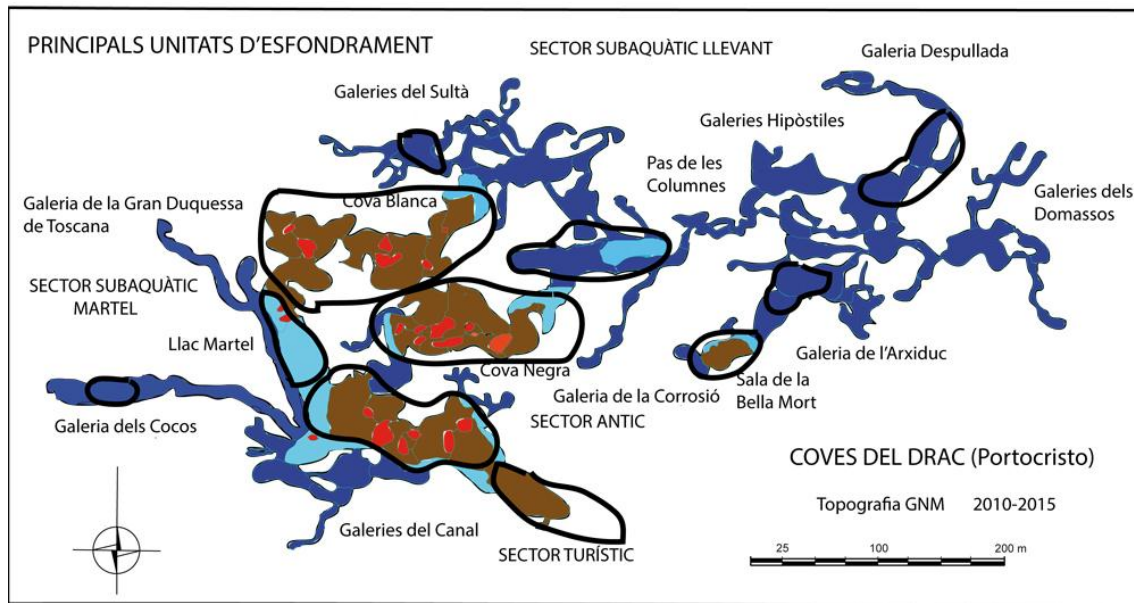 PRINCIPALS UNITATS D'ESFONDRAMENT
SECTOR SUBAQUÀTIC LLEVANT
Galeria Despullada
Galeries del Sultà
Galeries Hipòstiles
Pas de les
Columnes
Galeries dels
Domassos
Galeria de la Gran Duquessa
de Toscana
Cova Blanca
SECTOR SUBAQUÀTIC
MARTEL
Llac Martel
Cova Negra
Galeria de l'Arxiduc
Sala de la
Bella Mort
Galeria de la Corrosió
SECTOR ANTIC
Galeria dels Cocos
COVES DEL DRAC (Portocristo)
Topografia GNM 2010-2015
Galeries del Canal
SECTOR TURÍSTIC
25 100 200 m